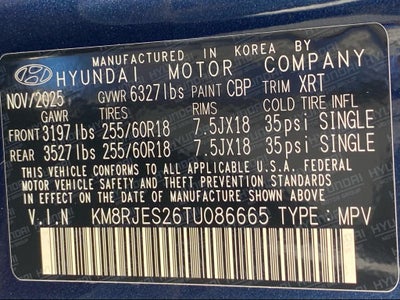 MANUFACTURED IN KOREA BY
HYUNDAI MOTOR COMPANY
NOV/2025 GVWR 6327lbs PAINT CBP TRIM XRT
GAWR TIRES RIMS COLD TIRE INFL
FRONT 3197lbs 255/60R18 7.5JX18 35psi SINGLE
REAR 3527lbs 255/60R18 7.5JX18 35psi SINGLE
THIS VEHICLE CONFORMS TO ALL APPLICABLE U.S.A. FEDERAL
MOTOR VEHICLE SAFETY AND THEFT PREVENTION STANDARDS
IN EFFECT ON THE DATE OF MANUFACTURE SHOWN ABOVE.
V.I.N KM8RJES26TU086665 TYPE: MPV